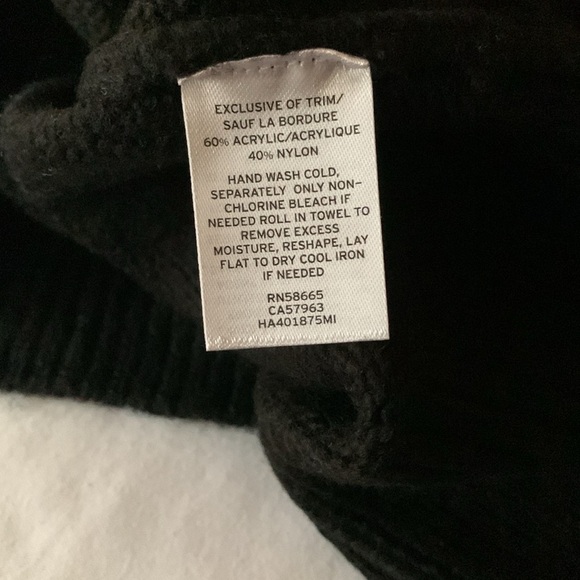 EXCLUSIVE OF TRIM/
SAUF LA BORDURE
60% ACRYLIC/ACRYLIQUE
40% NYLON
HAND WASH COLD,
SEPARATELY ONLY NON-
CHLORINE BLEACH IF
NEEDED ROLL IN TOWEL TO
REMOVE EXCESS
MOISTURE, RESHAPE, LAY
FLAT TO DRY COOL IRON
IF NEEDED
RN58665
CA57963
HA401875MI